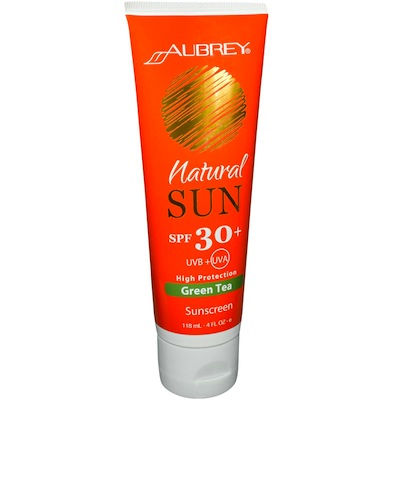 AUBREY®
Natural
SUN
SPF 30+
UVB + UVA
High Protection
Green Tea
Sunscreen
118 mL • 4 FL OZ • e